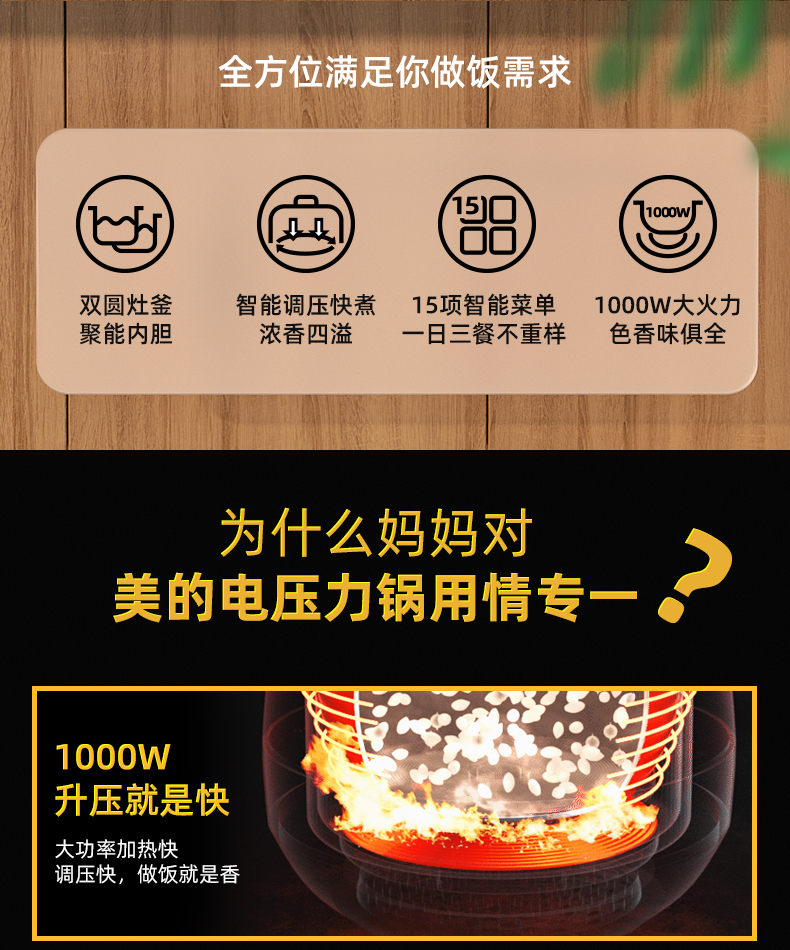 全方位满足你做饭需求
15
1000W
双圆灶釜
聚能内胆
智能调压快煮
浓香四溢
15项智能菜单
一日三餐不重样
1000W大火力
色香味俱全
为什么妈妈对
美的电压力锅用情专一?
1000W
升压就是快
大功率加热快
调压快，做饭就是香